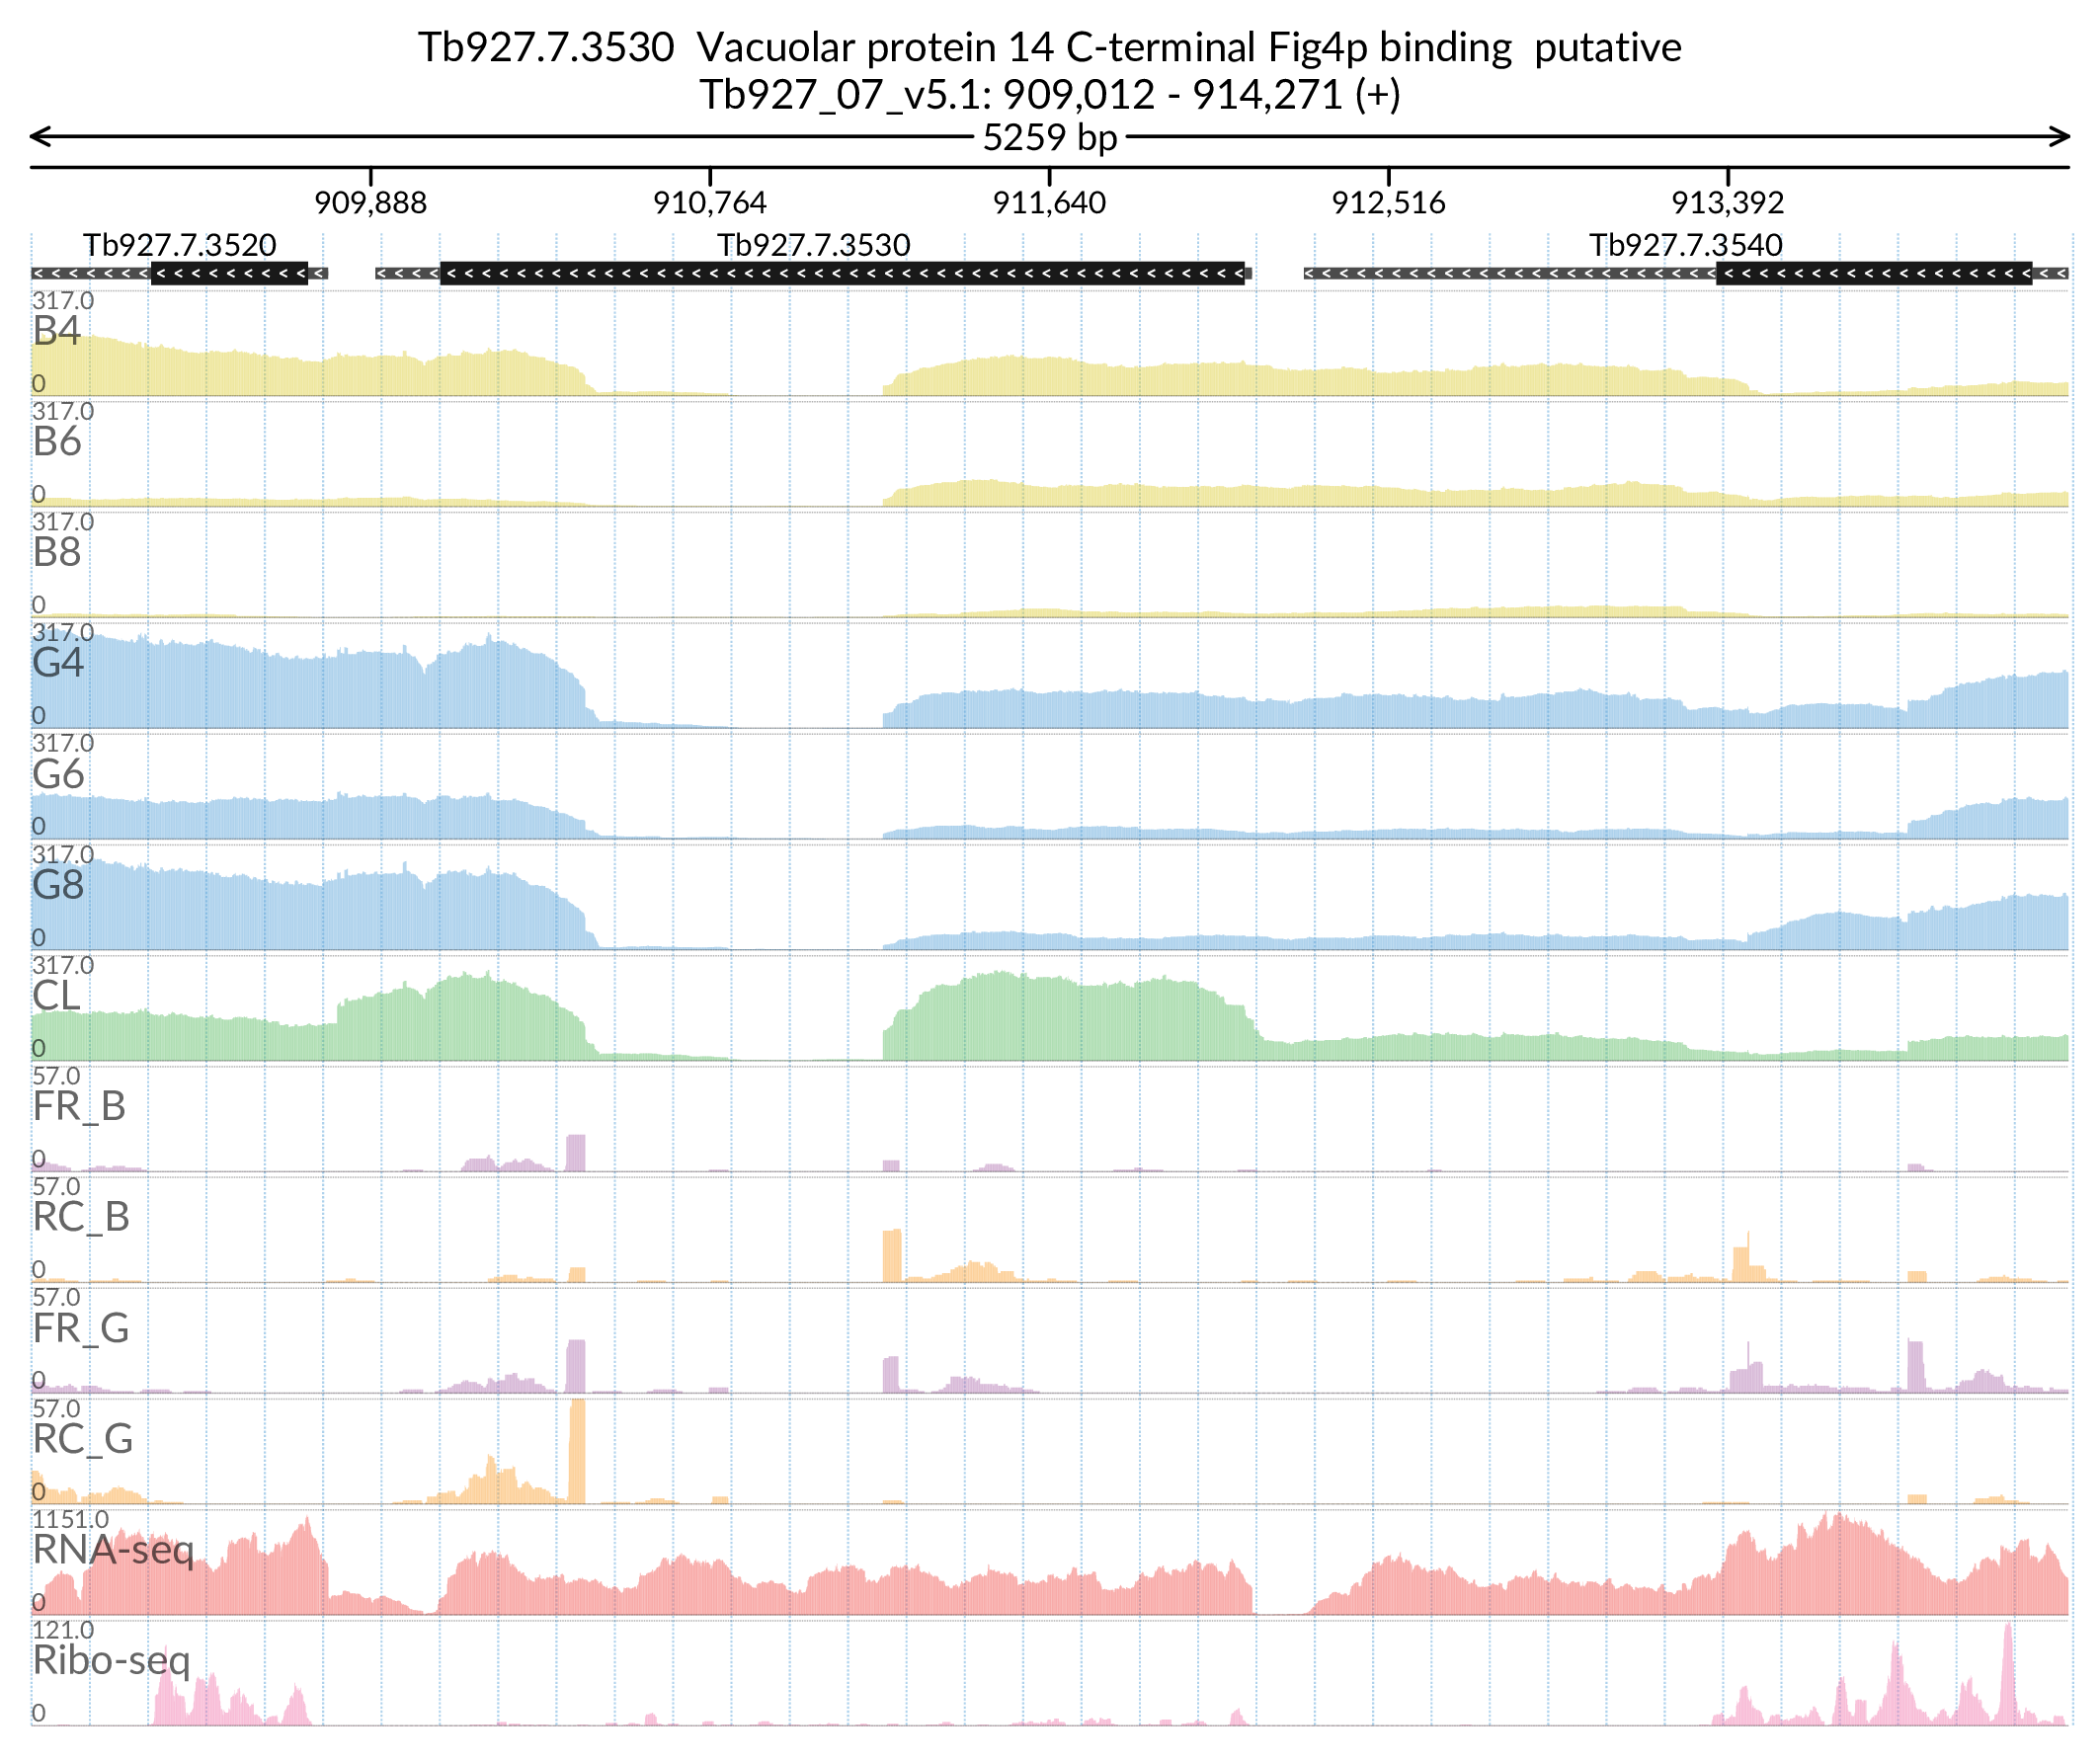 Tb927.7.3530  Vacuolar protein 14 C-terminal Fig4p binding  putative
Tb927_07_v5.1: 909,012 - 914,271 (+)
5259 bp
909,888 910,764 911,640 912,516 913,392
Tb927.7.3520 Tb927.7.3530 Tb927.7.3540
317.0
B4
0
317.0
B6
0
317.0
B8
0
317.0
G4
0
317.0
G6
0
317.0
G8
0
317.0
CL
0
57.0
FR_B
0
57.0
RC_B
0
57.0
FR_G
0
57.0
RC_G
0
1151.0
RNA-seq
0
121.0
Ribo-seq
0